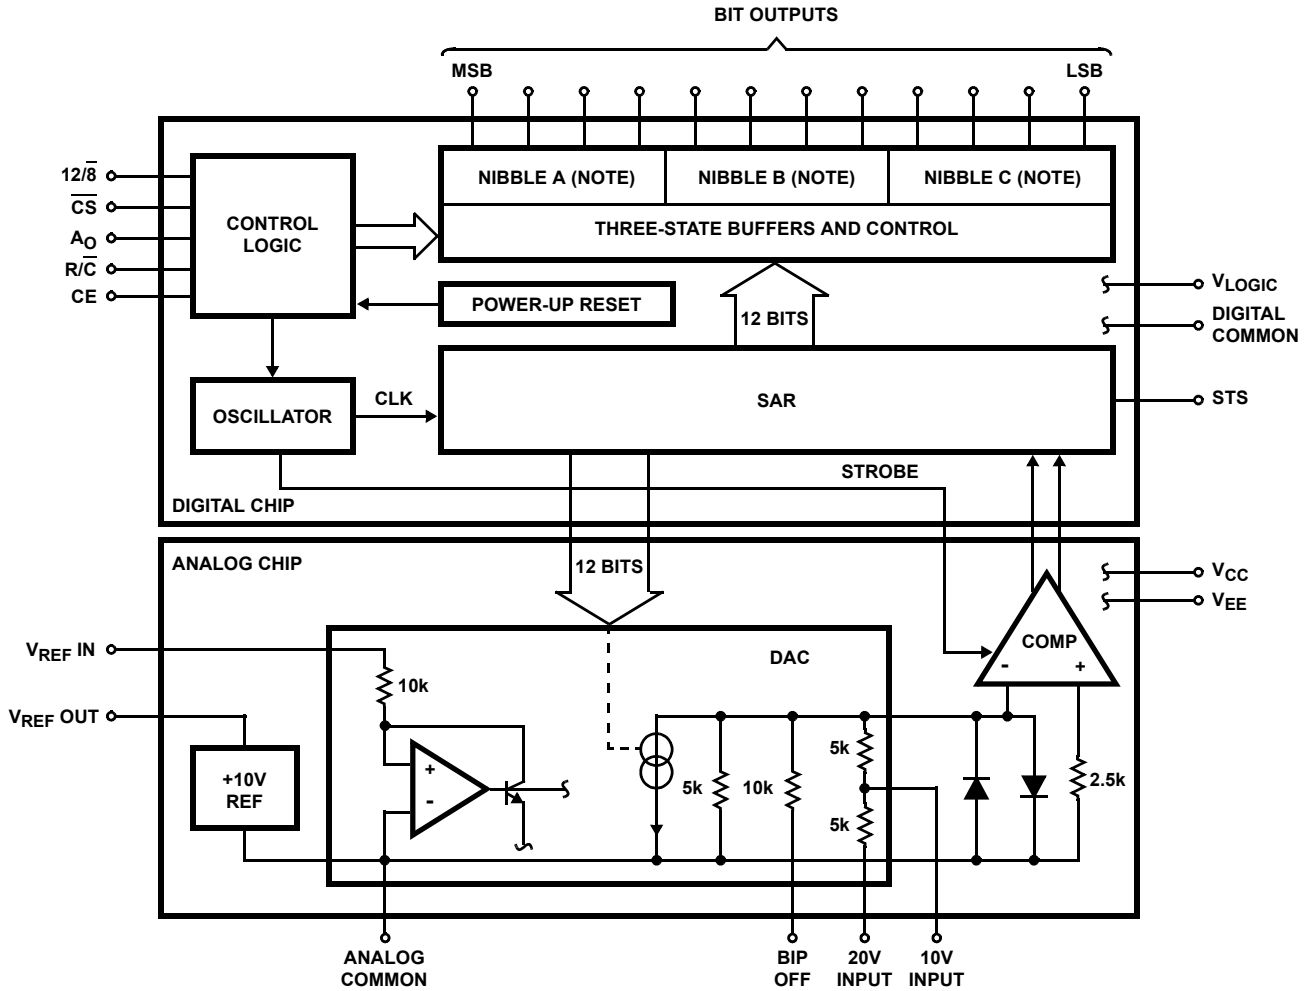 BIT OUTPUTS
MSB
LSB
12/8̅
C̅S̅
AO
R/C̅
CE
CONTROL
LOGIC
NIBBLE A (NOTE)
NIBBLE B (NOTE)
NIBBLE C (NOTE)
THREE-STATE BUFFERS AND CONTROL
POWER-UP RESET
12 BITS
VLOGIC
DIGITAL
COMMON
OSCILLATOR
CLK
SAR
STS
STROBE
DIGITAL CHIP
ANALOG CHIP
12 BITS
VCC
VEE
COMP
-
+
VREF IN
DAC
10k
VREF OUT
+10V
REF
+
-
5k
10k
5k
5k
2.5k
ANALOG
COMMON
BIP
OFF
20V
INPUT
10V
INPUT